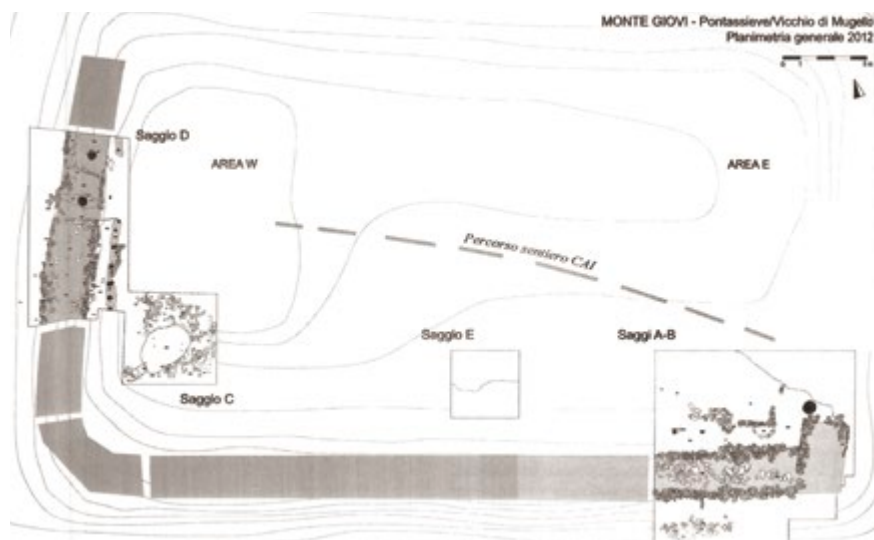 MONTE GIOVI - Pontassieve/Vicchio di Mugello
Planimetria generale 2012
Saggio D
AREA W
AREA E
Percorso sentiero CAI
Saggio E
Saggi A-B
Saggio C